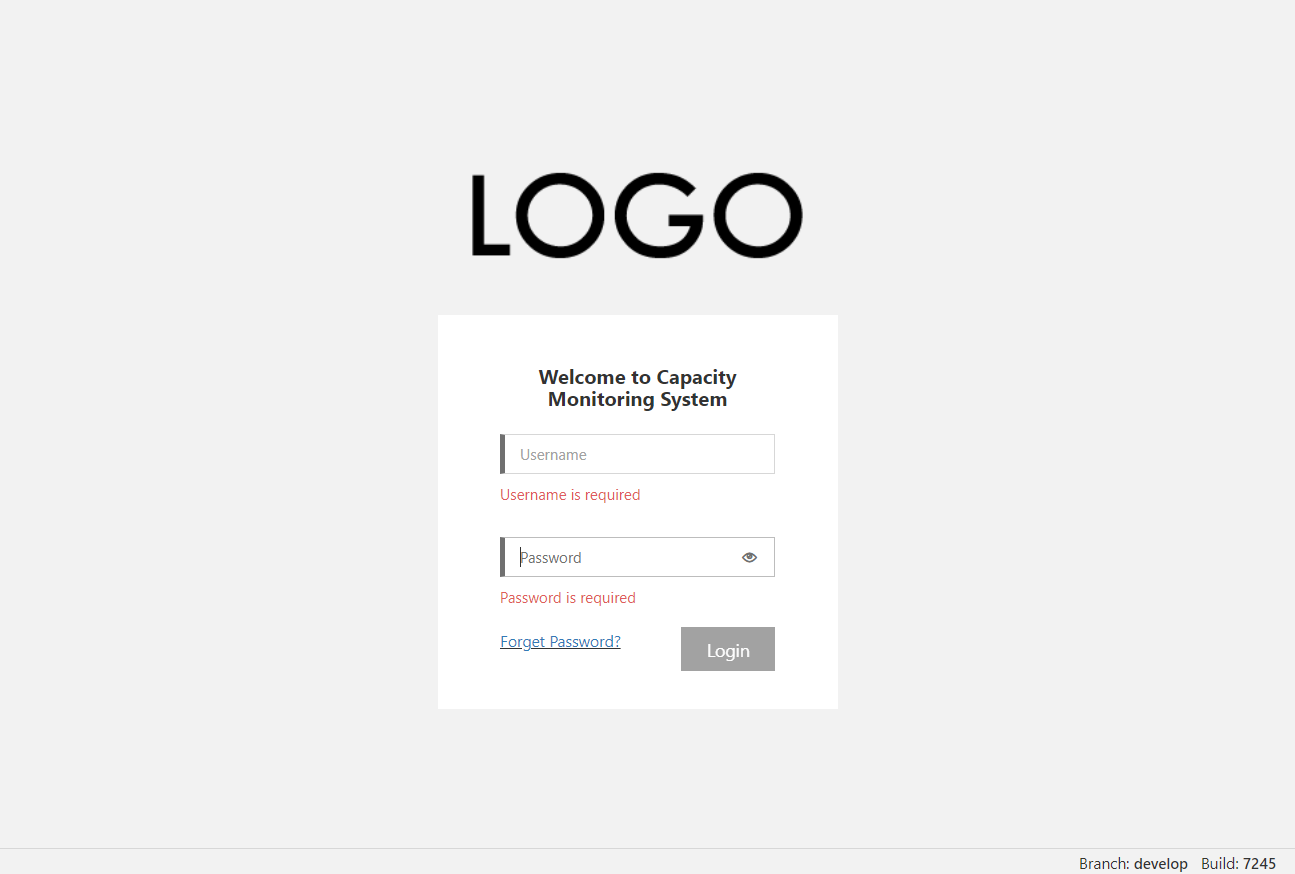 LOGO
Welcome to Capacity
Monitoring System
Username
Username is required
Password
Password is required
Forget Password? Login
Branch: develop Build: 7245